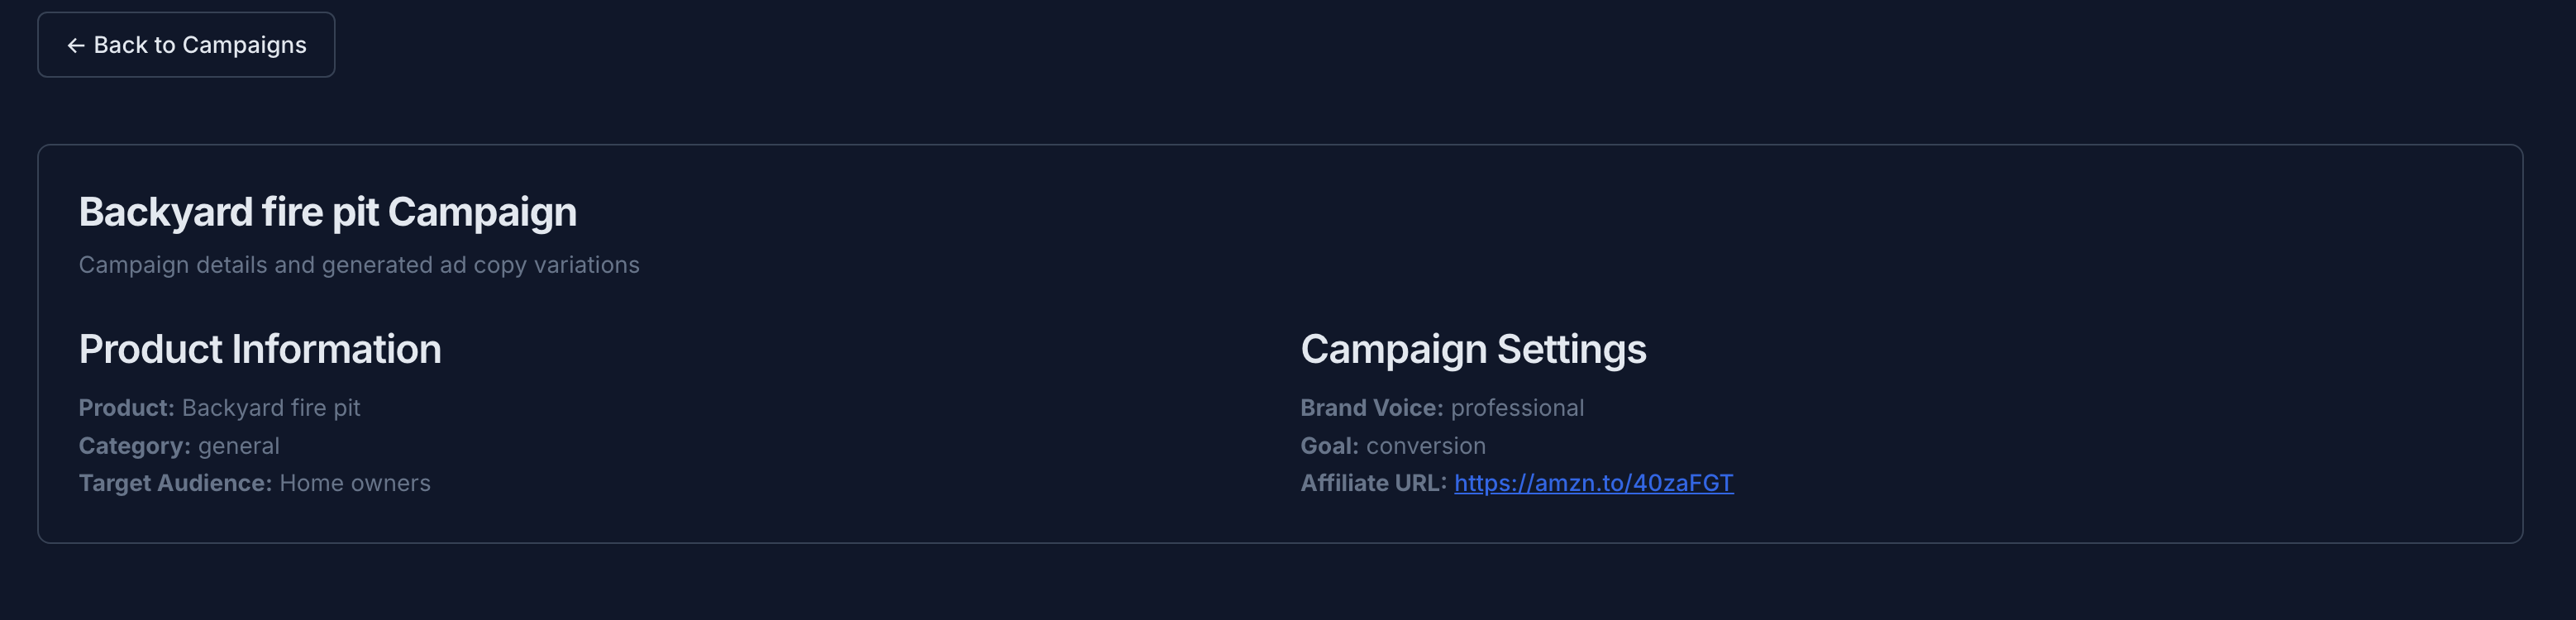 ← Back to Campaigns
Backyard fire pit Campaign
Campaign details and generated ad copy variations
Product Information
Product: Backyard fire pit
Category: general
Target Audience: Home owners
Campaign Settings
Brand Voice: professional
Goal: conversion
Affiliate URL: https://amzn.to/40zaFGT